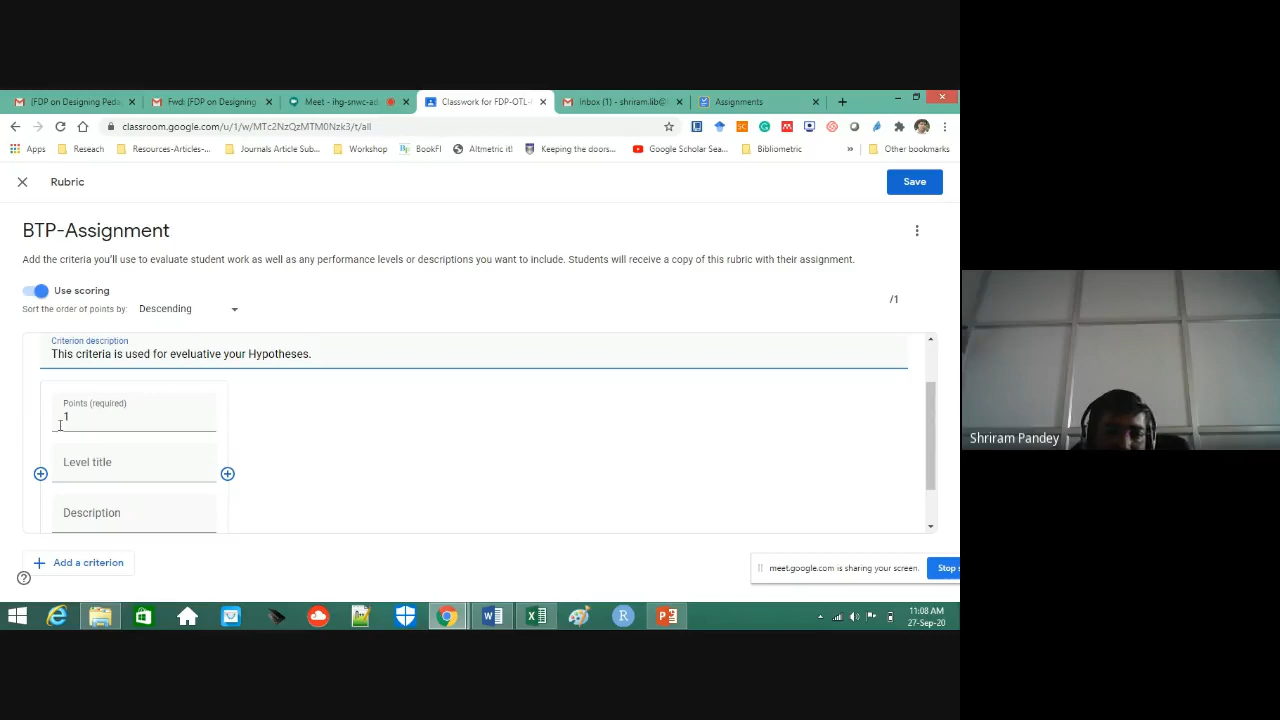 [FDP on Designing Peda
Fwd: [FDP on Designing
Meet - ihg-snwc-ad
Classwork for FDP-OTL-
Inbox (1) - shriram.lib@
Assignments
classroom.google.com/u/1/w/MTc2NzQzMTM0Nzk3/t/all
Apps
Reseach
Resources-Articles-...
Journals Article Sub...
Workshop
BookFI
Altmetric it!
Keeping the doors...
Google Scholar Sea...
Bibliometric
»
Other bookmarks
Rubric
Save
BTP-Assignment
Add the criteria you'll use to evaluate student work as well as any performance levels or descriptions you want to include. Students will receive a copy of this rubric with their assignment.
Use scoring
Sort the order of points by: Descending
/1
Criterion description
This criteria is used for eveluative your Hypotheses.
Points (required)
1
Level title
Description
Add a criterion
meet.google.com is sharing your screen.
Stop
11:08 AM
27-Sep-20
Shriram Pandey